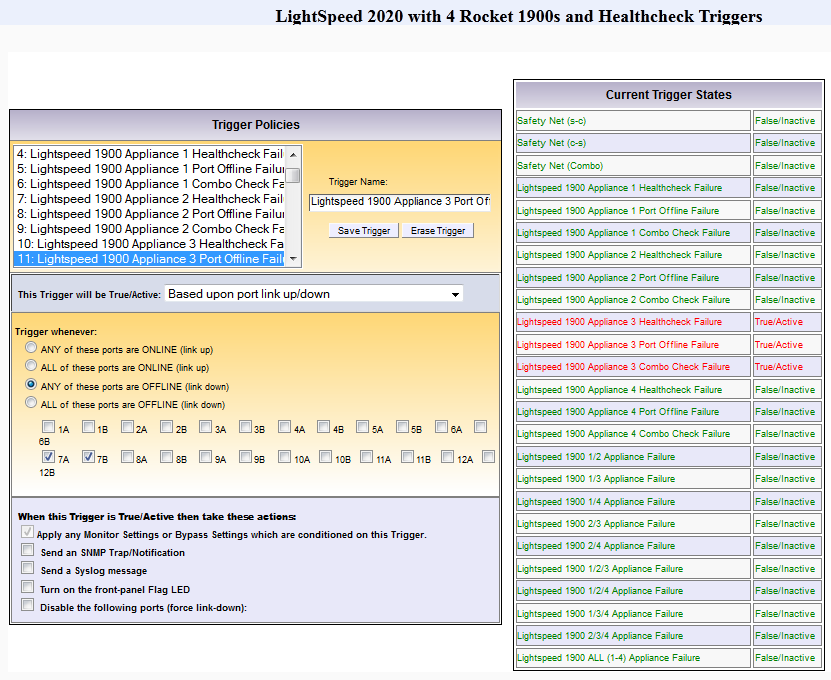 LightSpeed 2020 with 4 Rocket 1900s and Healthcheck Triggers
Trigger Policies
4: Lightspeed 1900 Appliance 1 Healthcheck Fail
5: Lightspeed 1900 Appliance 1 Port Offline Failu
6: Lightspeed 1900 Appliance 1 Combo Check Fa
7: Lightspeed 1900 Appliance 2 Healthcheck Fail
8: Lightspeed 1900 Appliance 2 Port Offline Failu
9: Lightspeed 1900 Appliance 2 Combo Check Fa
10: Lightspeed 1900 Appliance 3 Healthcheck Fa
11: Lightspeed 1900 Appliance 3 Port Offline Fail
Trigger Name:
Lightspeed 1900 Appliance 3 Port Off
Save Trigger Erase Trigger
This Trigger will be True/Active: Based upon port link up/down
Trigger whenever:
ANY of these ports are ONLINE (link up)
ALL of these ports are ONLINE (link up)
ANY of these ports are OFFLINE (link down)
ALL of these ports are OFFLINE (link down)
1A 1B 2A 2B 3A 3B 4A 4B 5A 5B 6A
6B
7A 7B 8A 8B 9A 9B 10A 10B 11A 11B 12A
12B
When this Trigger is True/Active then take these actions:
Apply any Monitor Settings or Bypass Settings which are conditioned on this Trigger.
Send an SNMP Trap/Notification
Send a Syslog message
Turn on the front-panel Flag LED
Disable the following ports (force link-down):
Current Trigger States
Safety Net (s-c) False/Inactive
Safety Net (c-s) False/Inactive
Safety Net (Combo) False/Inactive
Lightspeed 1900 Appliance 1 Healthcheck Failure False/Inactive
Lightspeed 1900 Appliance 1 Port Offline Failure False/Inactive
Lightspeed 1900 Appliance 1 Combo Check Failure False/Inactive
Lightspeed 1900 Appliance 2 Healthcheck Failure False/Inactive
Lightspeed 1900 Appliance 2 Port Offline Failure False/Inactive
Lightspeed 1900 Appliance 2 Combo Check Failure False/Inactive
Lightspeed 1900 Appliance 3 Healthcheck Failure True/Active
Lightspeed 1900 Appliance 3 Port Offline Failure True/Active
Lightspeed 1900 Appliance 3 Combo Check Failure True/Active
Lightspeed 1900 Appliance 4 Healthcheck Failure False/Inactive
Lightspeed 1900 Appliance 4 Port Offline Failure False/Inactive
Lightspeed 1900 Appliance 4 Combo Check Failure False/Inactive
Lightspeed 1900 1/2 Appliance Failure False/Inactive
Lightspeed 1900 1/3 Appliance Failure False/Inactive
Lightspeed 1900 1/4 Appliance Failure False/Inactive
Lightspeed 1900 2/3 Appliance Failure False/Inactive
Lightspeed 1900 2/4 Appliance Failure False/Inactive
Lightspeed 1900 1/2/3 Appliance Failure False/Inactive
Lightspeed 1900 1/2/4 Appliance Failure False/Inactive
Lightspeed 1900 1/3/4 Appliance Failure False/Inactive
Lightspeed 1900 2/3/4 Appliance Failure False/Inactive
Lightspeed 1900 ALL (1-4) Appliance Failure False/Inactive